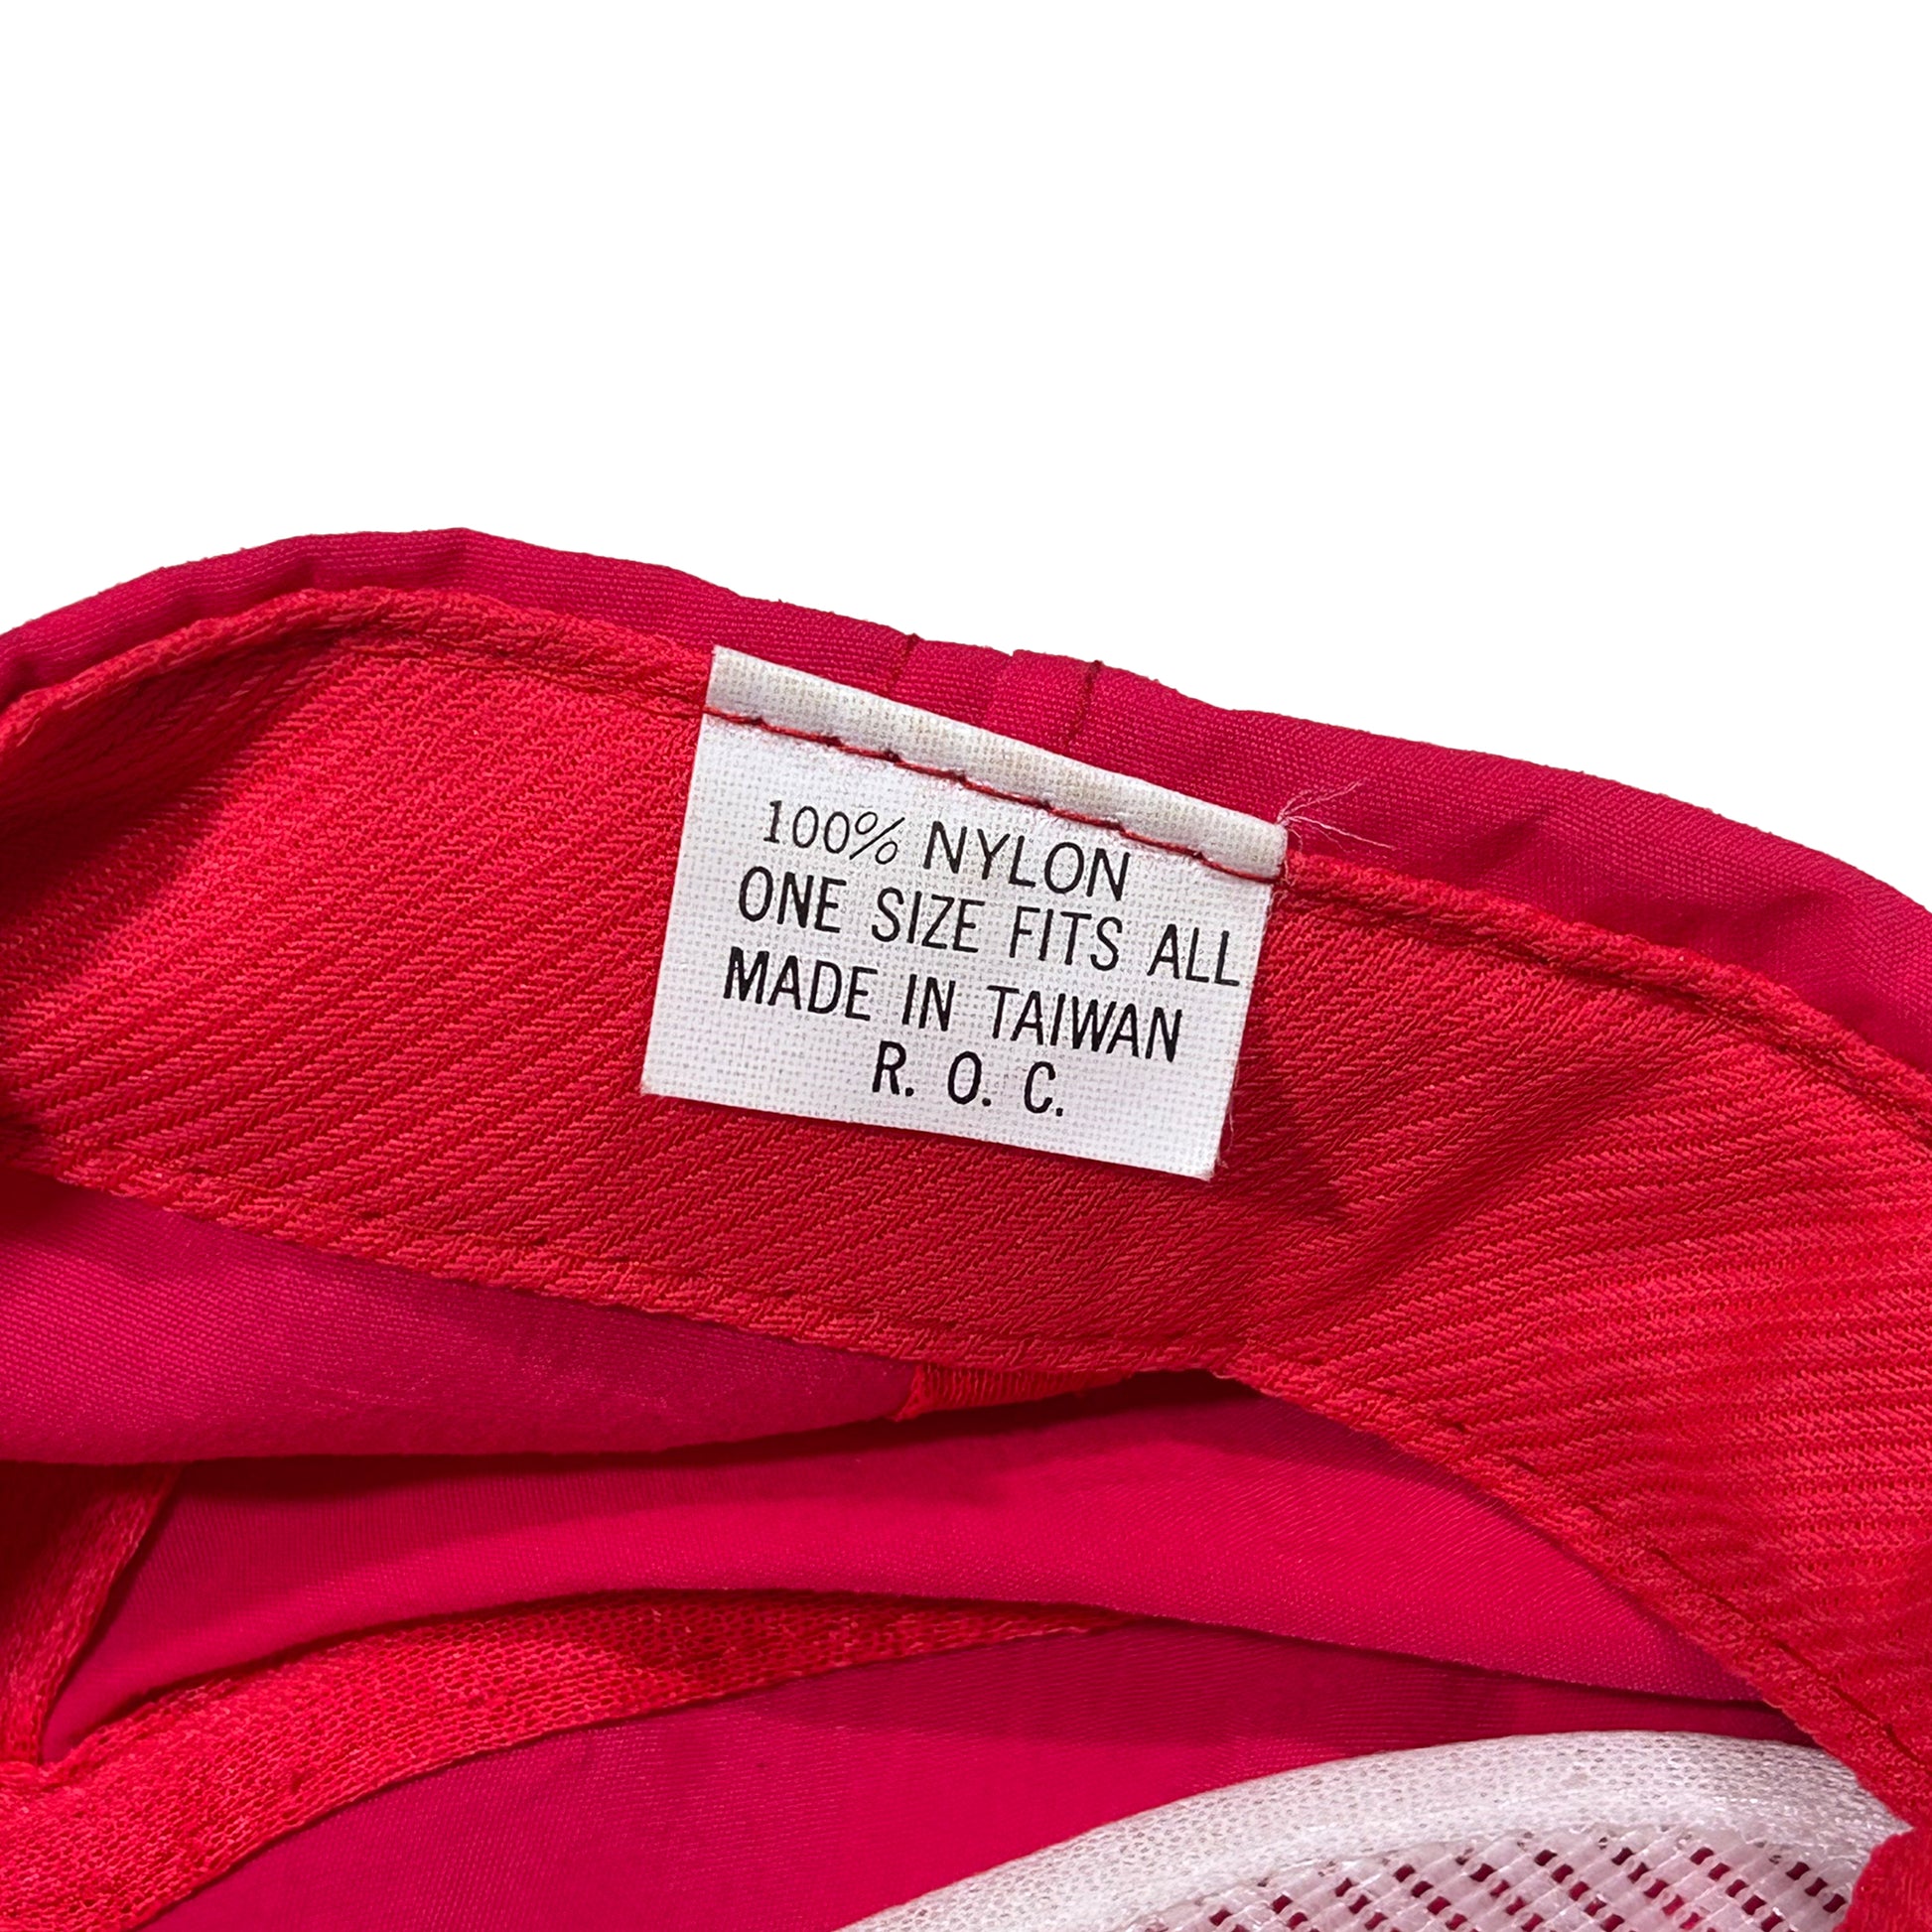 100% NYLON
ONE SIZE FITS ALL
MADE IN TAIWAN
R. O. C.